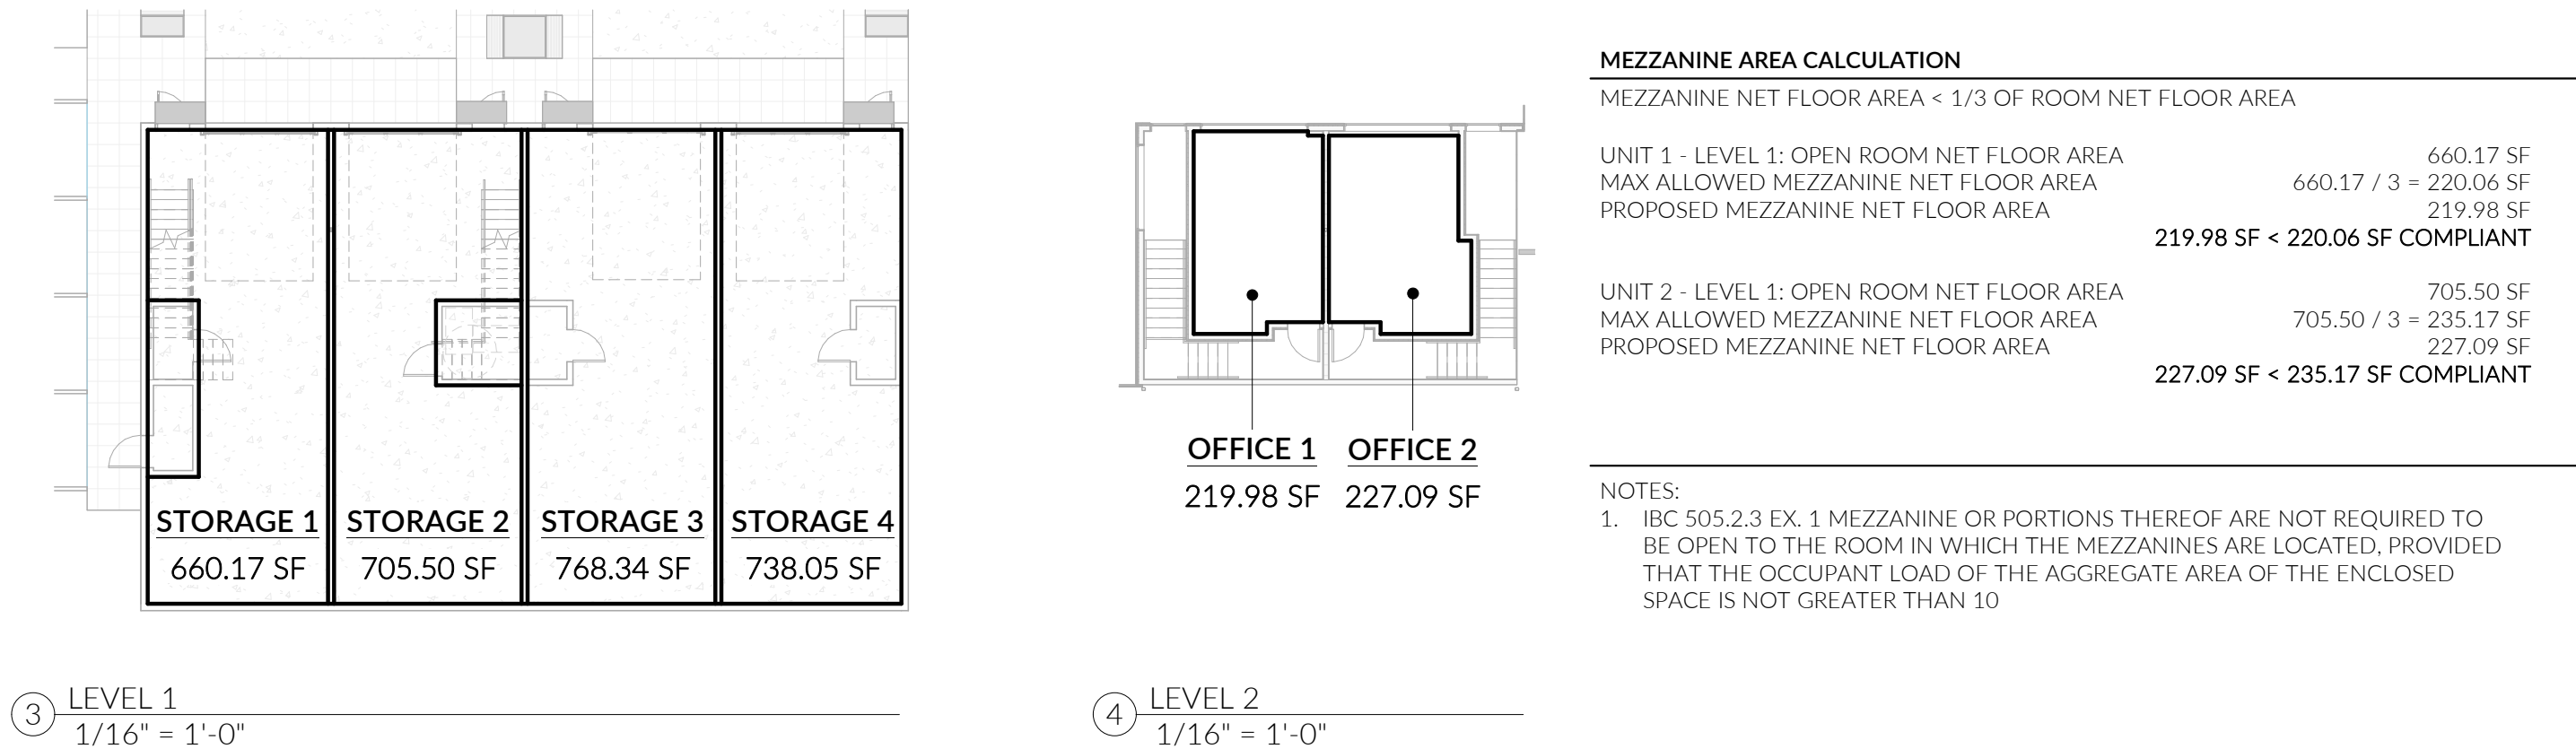 STORAGE 1
660.17 SF
STORAGE 2
705.50 SF
STORAGE 3
768.34 SF
STORAGE 4
738.05 SF
3
LEVEL 1
1/16" = 1'-0"
OFFICE 1
219.98 SF
OFFICE 2
227.09 SF
4
LEVEL 2
1/16" = 1'-0"
MEZZANINE AREA CALCULATION
MEZZANINE NET FLOOR AREA < 1/3 OF ROOM NET FLOOR AREA
UNIT 1 - LEVEL 1: OPEN ROOM NET FLOOR AREA 660.17 SF
MAX ALLOWED MEZZANINE NET FLOOR AREA 660.17 / 3 = 220.06 SF
PROPOSED MEZZANINE NET FLOOR AREA 219.98 SF
219.98 SF < 220.06 SF COMPLIANT
UNIT 2 - LEVEL 1: OPEN ROOM NET FLOOR AREA 705.50 SF
MAX ALLOWED MEZZANINE NET FLOOR AREA 705.50 / 3 = 235.17 SF
PROPOSED MEZZANINE NET FLOOR AREA 227.09 SF
227.09 SF < 235.17 SF COMPLIANT
NOTES:
1. IBC 505.2.3 EX. 1 MEZZANINE OR PORTIONS THEREOF ARE NOT REQUIRED TO
BE OPEN TO THE ROOM IN WHICH THE MEZZANINES ARE LOCATED, PROVIDED
THAT THE OCCUPANT LOAD OF THE AGGREGATE AREA OF THE ENCLOSED
SPACE IS NOT GREATER THAN 10